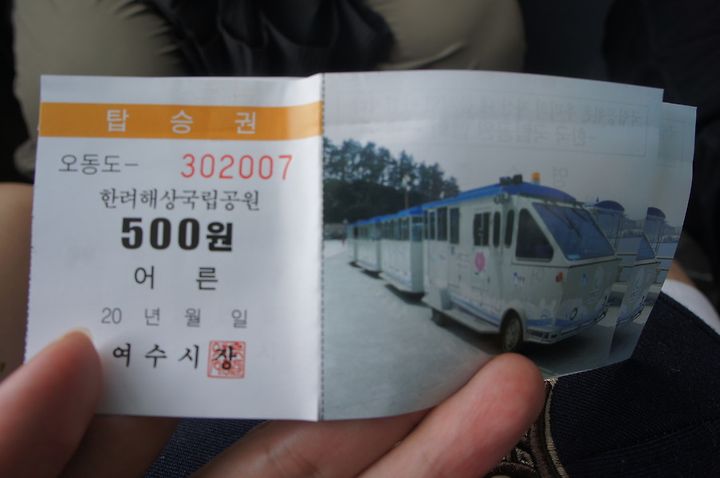 탑승권
오동도– 302007
한려해상국립공원
500원
어른
20 년 월 일
여수시장